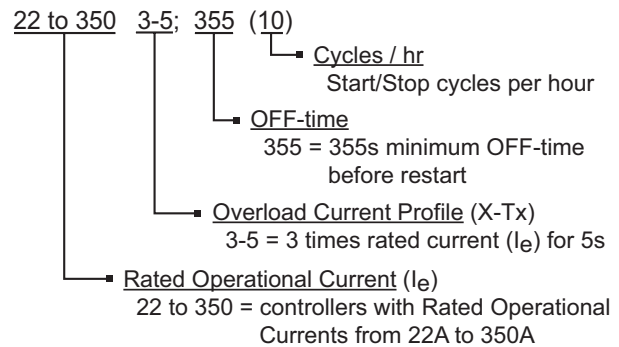 22 to 350 3-5; 355 (10)
Cycles / hr
Start/Stop cycles per hour
OFF-time
355 = 355s minimum OFF-time
before restart
Overload Current Profile (X-Tx)
3-5 = 3 times rated current (Ie) for 5s
Rated Operational Current (Ie)
22 to 350 = controllers with Rated Operational
Currents from 22A to 350A